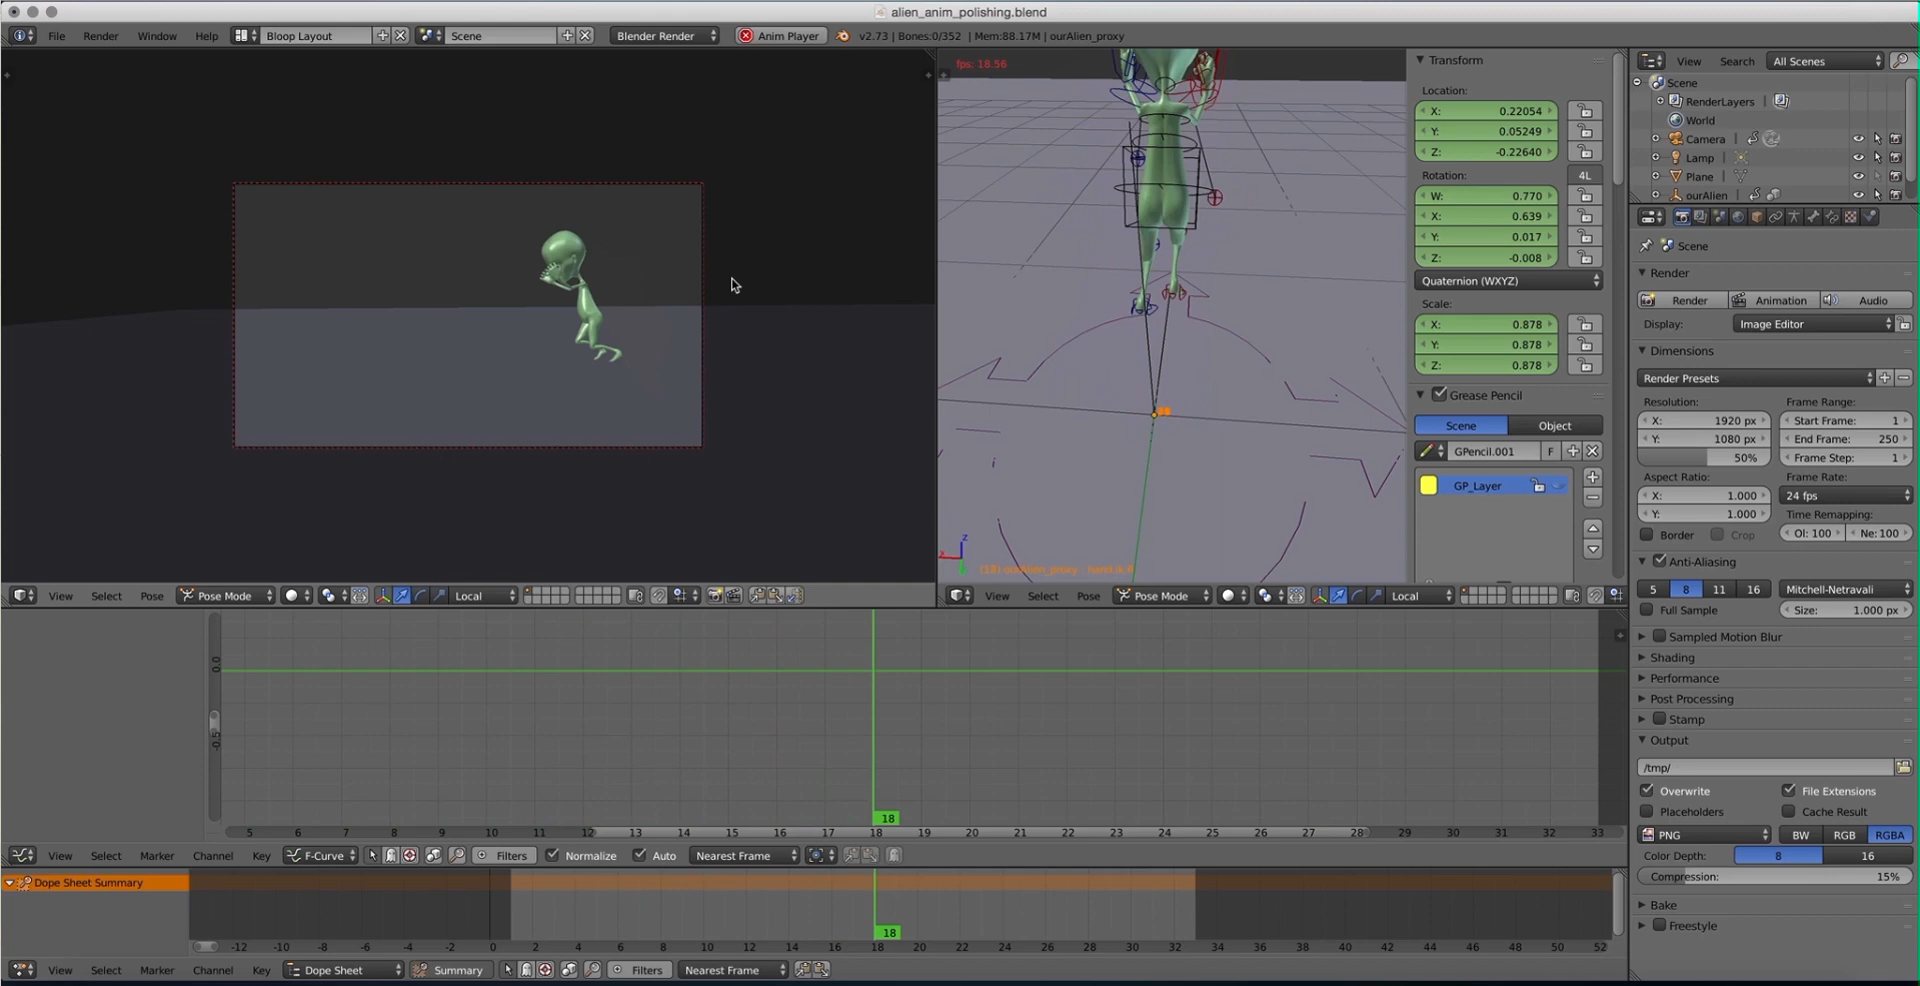 alien_anim_polishing.blend
File Render Window Help Bloop Layout Scene Blender Render Anim Player v2.73 | Bones:0/352 | Mem:88.17M | ourAlien_proxy
fps: 18.56
Transform
Location:
X: 0.22054
Y: 0.05249
Z: -0.22640
Rotation: 4L
W: 0.770
X: 0.639
Y: 0.017
Z: -0.008
Quaternion (WXYZ)
Scale:
X: 0.878
Y: 0.878
Z: 0.878
Grease Pencil
Scene Object
GPencil.001 F
GP_Layer
View Search All Scenes
Scene
RenderLayers
World
Camera
Lamp
Plane
ourAlien
Scene
Render
Render Animation Audio
Display: Image Editor
Dimensions
Render Presets
Resolution: Frame Range:
X: 1920 px Start Frame: 1
Y: 1080 px End Frame: 250
50% Frame Step: 1
Aspect Ratio: Frame Rate:
X: 1.000 24 fps
Y: 1.000 Time Remapping:
Border Crop Ol: 100 Ne: 100
Anti-Aliasing
5 8 11 16 Mitchell-Netravali
Full Sample Size: 1.000 px
Sampled Motion Blur
Shading
Performance
Post Processing
Stamp
Output
/tmp/
Overwrite File Extensions
Placeholders Cache Result
PNG BW RGB RGBA
Color Depth: 8 16
Compression: 15%
Bake
Freestyle
View Select Pose Pose Mode Local
View Select Pose Pose Mode Local
0.0
-0.5
18
5 6 7 8 9 10 11 12 13 14 15 16 17 18 19 20 21 22 23 24 25 26 27 28 29 30 31 32 33
View Select Marker Channel Key F-Curve Filters Normalize Auto Nearest Frame
Dope Sheet Summary
18
-12 -10 -8 -6 -4 -2 0 2 4 6 8 10 12 14 16 18 20 22 24 26 28 30 32 34 36 38 40 42 44 46 48 50 52
View Select Marker Channel Key Dope Sheet Summary Filters Nearest Frame